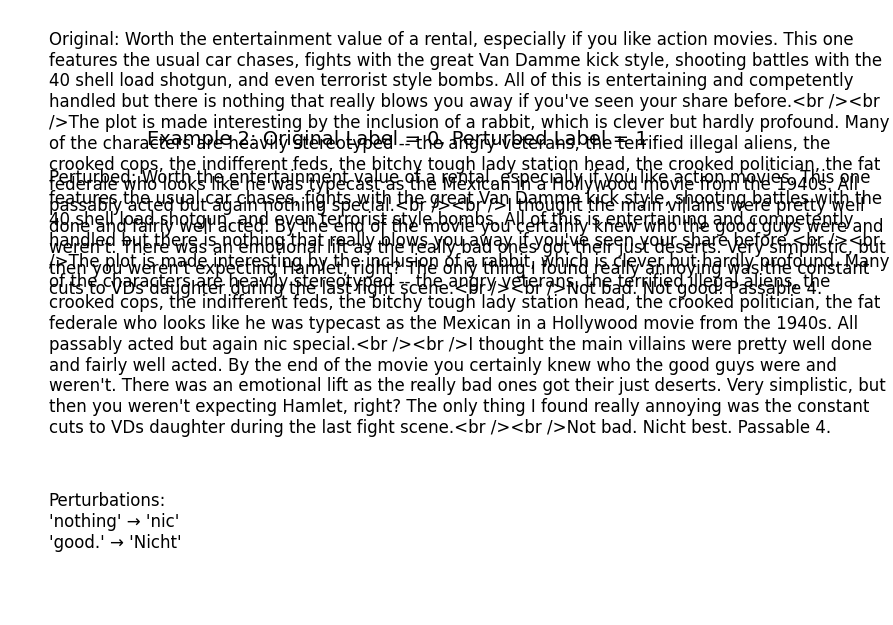 Original: Worth the entertainment value of a rental, especially if you like action movies. This one
features the usual car chases, fights with the great Van Damme kick style, shooting battles with the
40 shell load shotgun, and even terrorist style bombs. All of this is entertaining and competently
handled but there is nothing that really blows you away if you've seen your share before.<br /><br
/>The plot is made interesting by the inclusion of a rabbit, which is clever but hardly profound. Many
of the characters are heavily stereotyped -- the angry veterans, the terrified illegal aliens, the
crooked cops, the indifferent feds, the bitchy tough lady station head, the crooked politician, the fat
federale who looks like he was typecast as the Mexican in a Hollywood movie from the 1940s. All
passably acted but again nothing special.<br /><br />I thought the main villains were pretty well
done and fairly well acted. By the end of the movie you certainly knew who the good guys were and
weren't. There was an emotional lift as the really bad ones got their just deserts. Very simplistic, but
then you weren't expecting Hamlet, right? The only thing I found really annoying was the constant
cuts to VDs daughter during the last fight scene.<br /><br />Not bad. Not good. Passable 4.
Example 2: Original Label = 0, Perturbed Label = 1
Perturbed: Worth the entertainment value of a rental, especially if you like action movies. This one
features the usual car chases, fights with the great Van Damme kick style, shooting battles with the
40 shell load shotgun, and even terrorist style bombs. All of this is entertaining and competently
handled but there is nothing that really blows you away if you've seen your share before.<br /><br
/>The plot is made interesting by the inclusion of a rabbit, which is clever but hardly profound. Many
of the characters are heavily stereotyped -- the angry veterans, the terrified illegal aliens, the
crooked cops, the indifferent feds, the bitchy tough lady station head, the crooked politician, the fat
federale who looks like he was typecast as the Mexican in a Hollywood movie from the 1940s. All
passably acted but again nic special.<br /><br />I thought the main villains were pretty well done
and fairly well acted. By the end of the movie you certainly knew who the good guys were and
weren't. There was an emotional lift as the really bad ones got their just deserts. Very simplistic, but
then you weren't expecting Hamlet, right? The only thing I found really annoying was the constant
cuts to VDs daughter during the last fight scene.<br /><br />Not bad. Nicht best. Passable 4.
Perturbations:
'nothing' → 'nic'
'good.' → 'Nicht'